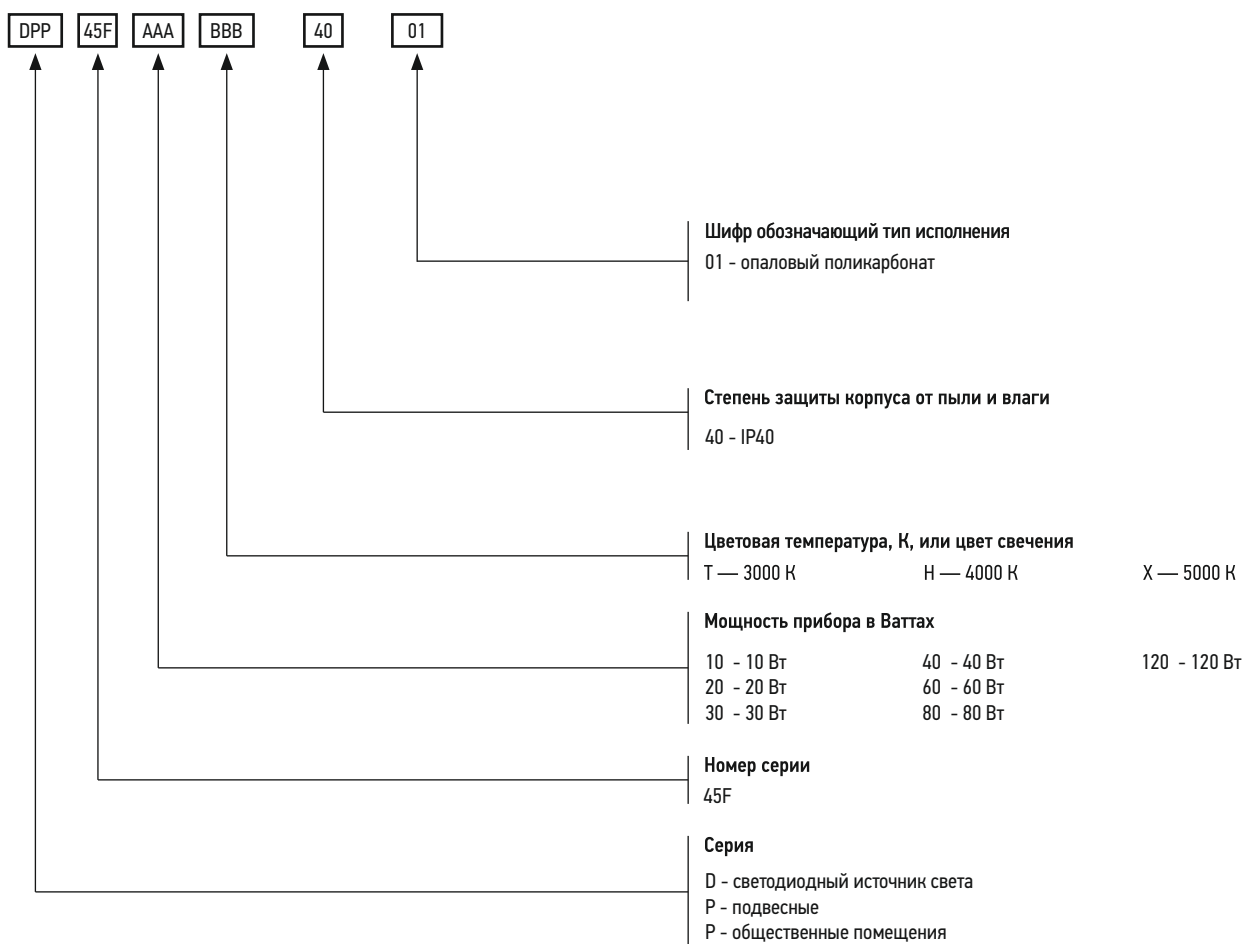 DPP 45F AAA BBB 40 01
Шифр обозначающий тип исполнения
01 - опаловый поликарбонат
Степень защиты корпуса от пыли и влаги
40 - IP40
Цветовая температура, К, или цвет свечения
Т — 3000 К Н — 4000 К Х — 5000 К
Мощность прибора в Ваттах
10 - 10 Вт 40 - 40 Вт 120 - 120 Вт
20 - 20 Вт 60 - 60 Вт
30 - 30 Вт 80 - 80 Вт
Номер серии
45F
Серия
D - светодиодный источник света
P - подвесные
P - общественные помещения